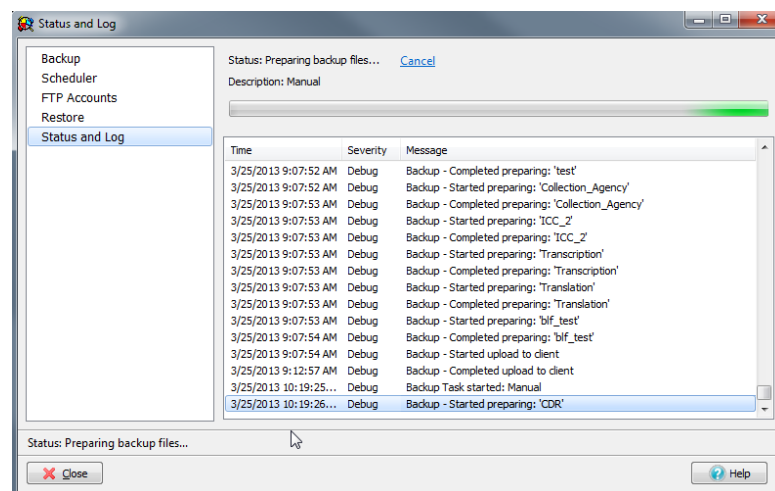 Status and Log
Backup
Scheduler
FTP Accounts
Restore
Status and Log
Status: Preparing backup files... Cancel
Description: Manual
Time Severity Message
3/25/2013 9:07:52 AM Debug Backup - Completed preparing: 'test'
3/25/2013 9:07:52 AM Debug Backup - Started preparing: 'Collection_Agency'
3/25/2013 9:07:53 AM Debug Backup - Completed preparing: 'Collection_Agency'
3/25/2013 9:07:53 AM Debug Backup - Started preparing: 'ICC_2'
3/25/2013 9:07:53 AM Debug Backup - Completed preparing: 'ICC_2'
3/25/2013 9:07:53 AM Debug Backup - Started preparing: 'Transcription'
3/25/2013 9:07:53 AM Debug Backup - Completed preparing: 'Transcription'
3/25/2013 9:07:53 AM Debug Backup - Started preparing: 'Translation'
3/25/2013 9:07:53 AM Debug Backup - Completed preparing: 'Translation'
3/25/2013 9:07:53 AM Debug Backup - Started preparing: 'blf_test'
3/25/2013 9:07:54 AM Debug Backup - Completed preparing: 'blf_test'
3/25/2013 9:07:54 AM Debug Backup - Started upload to client
3/25/2013 9:12:57 AM Debug Backup - Completed upload to client
3/25/2013 10:19:25... Debug Backup Task started: Manual
3/25/2013 10:19:26... Debug Backup - Started preparing: 'CDR'
Status: Preparing backup files...
Close Help